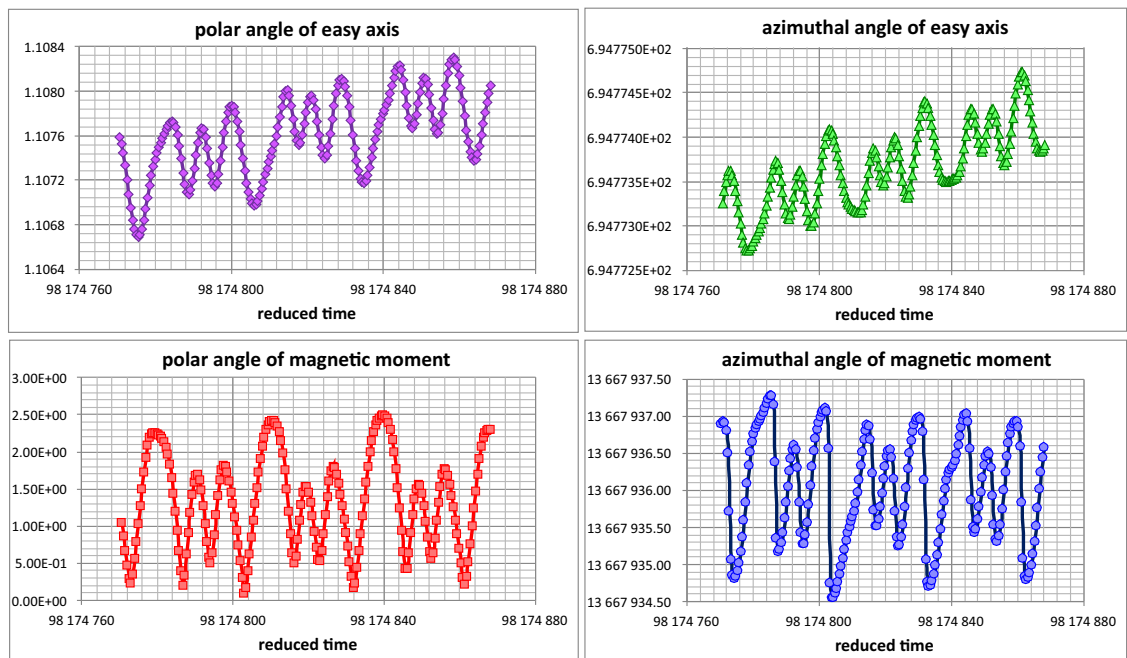 polar angle of easy axis
1.1084
1.1080
1.1076
1.1072
1.1068
1.1064
98 174 760
98 174 800
98 174 840
98 174 880
reduced time
azimuthal angle of easy axis
6.947750E+02
6.947745E+02
6.947740E+02
6.947735E+02
6.947730E+02
6.947725E+02
98 174 760
98 174 800
98 174 840
98 174 880
reduced time
polar angle of magnetic moment
3.00E+00
2.50E+00
2.00E+00
1.50E+00
1.00E+00
5.00E-01
0.00E+00
98 174 760
98 174 800
98 174 840
98 174 880
reduced time
azimuthal angle of magnetic moment
13 667 937.50
13 667 937.00
13 667 936.50
13 667 936.00
13 667 935.50
13 667 935.00
13 667 934.50
98 174 760
98 174 800
98 174 840
98 174 880
reduced time